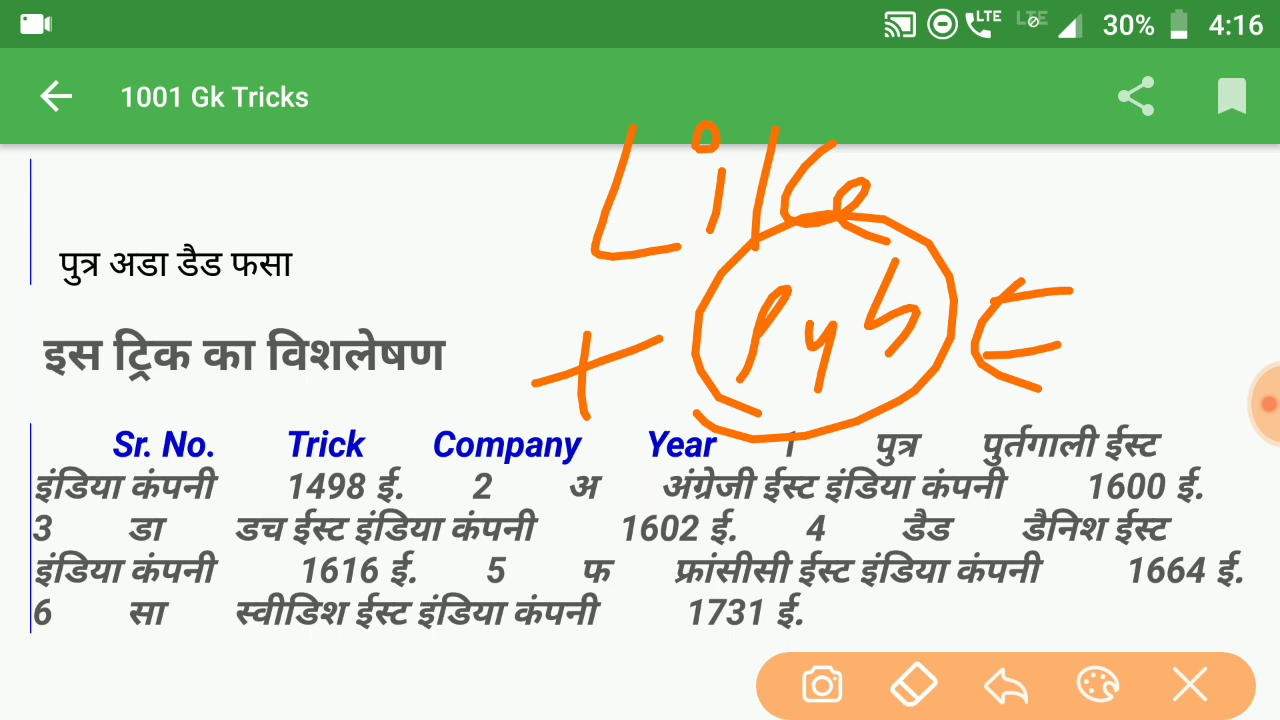 30% 4:16
LTE LTE
1001 Gk Tricks
Like
पुत्र अडा डैड फसा
इस ट्रिक का विशलेषण
+
Sr. No. Trick Company Year 1 पुत्र पुर्तगाली ईस्ट
इंडिया कंपनी 1498 ई. 2 अ अंग्रेजी ईस्ट इंडिया कंपनी 1600 ई.
3 डा डच ईस्ट इंडिया कंपनी 1602 ई. 4 डैड डैनिश ईस्ट
इंडिया कंपनी 1616 ई. 5 फ फ्रांसीसी ईस्ट इंडिया कंपनी 1664 ई.
6 सा स्वीडिश ईस्ट इंडिया कंपनी 1731 ई.